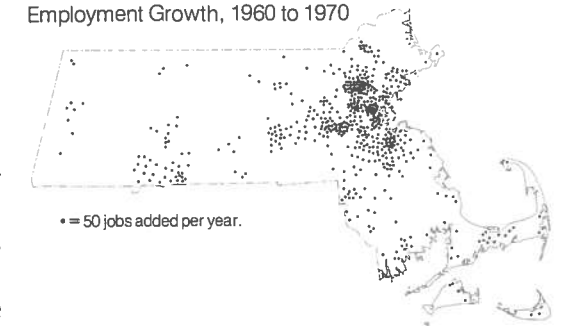 Employment Growth, 1960 to 1970
• = 50 jobs added per year.